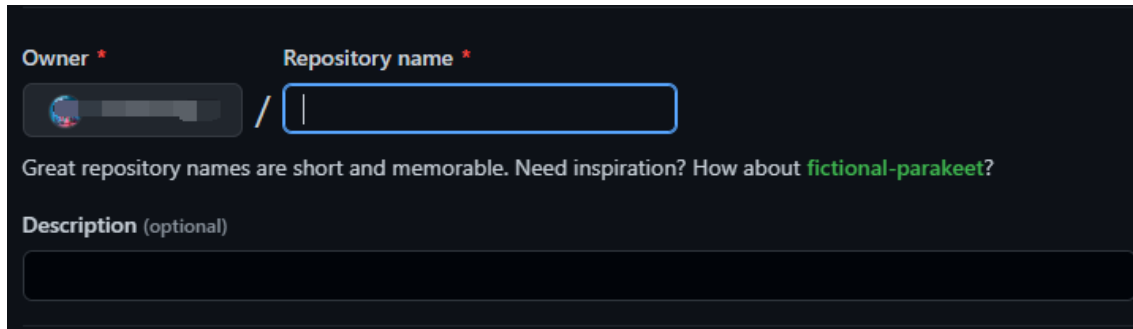 Owner *
Repository name *
/
Great repository names are short and memorable. Need inspiration? How about fictional-parakeet?
Description (optional)